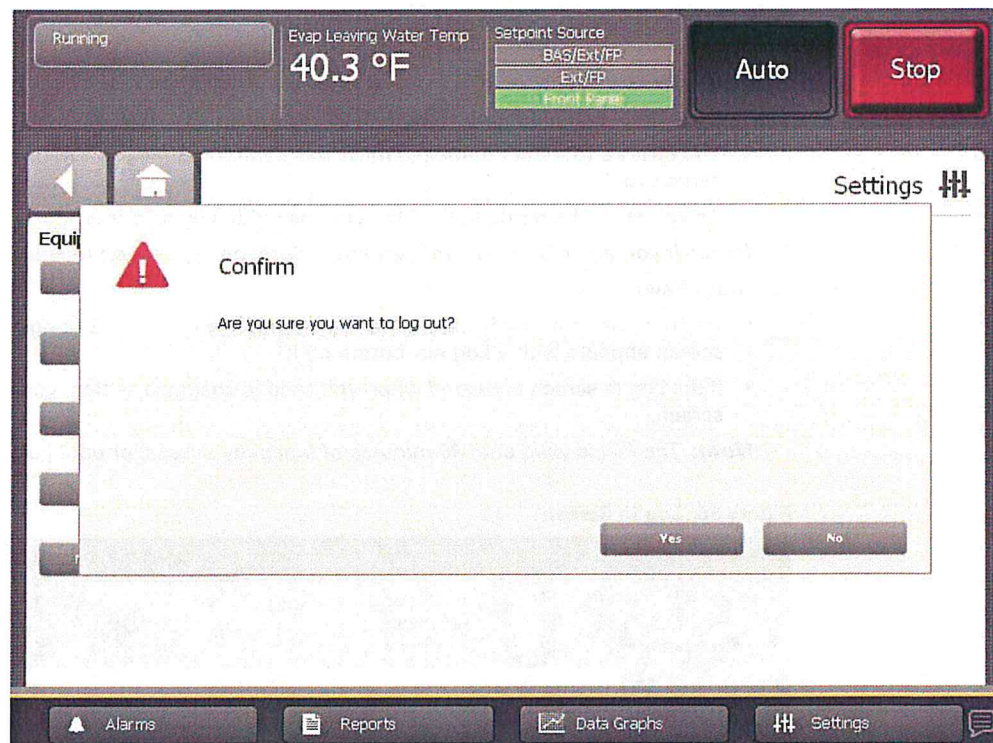 Running
Evap Leaving Water Temp
40.3 °F
Setpoint Source
BAS/Ext/FP
Ext/FP
Front Panel
Auto
Stop
Settings
Equi
Confirm
Are you sure you want to log out?
Yes
No
Alarms
Reports
Data Graphs
Settings